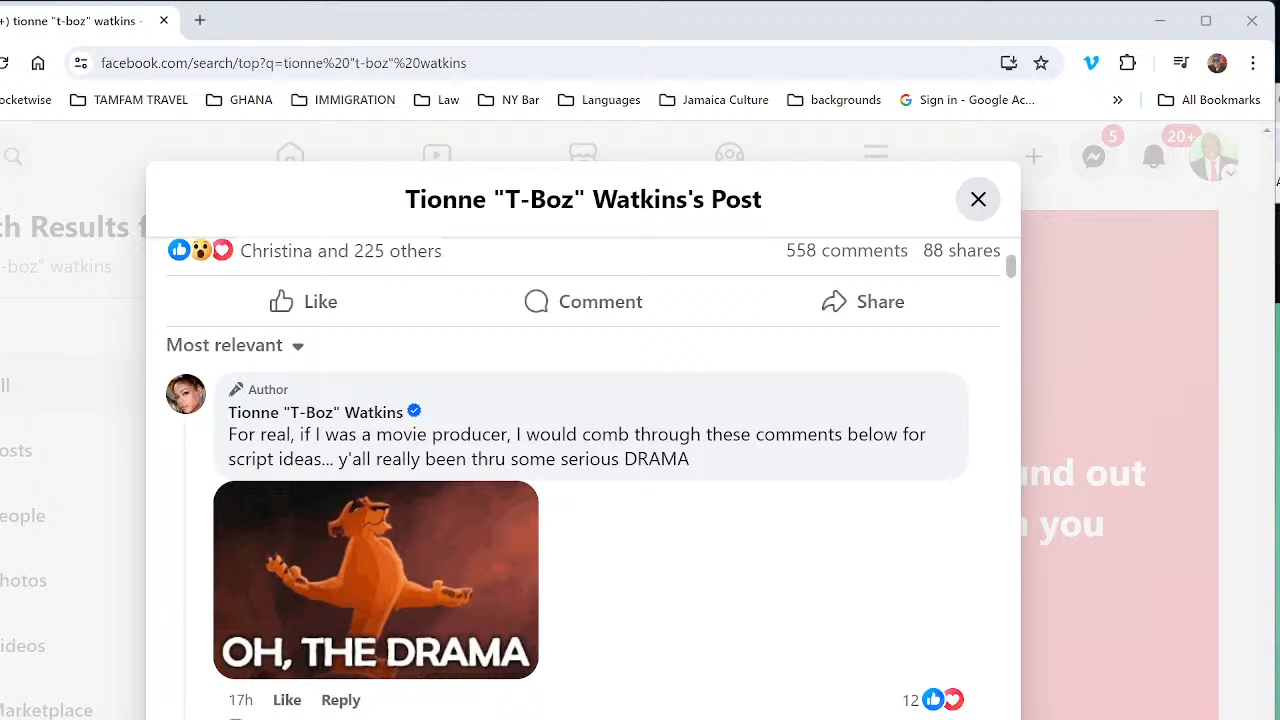 +) tionne "t-boz" watkins -
facebook.com/search/top?q=tionne%20"t-boz"%20watkins
ocketwise TAMFAM TRAVEL GHANA IMMIGRATION Law NY Bar Languages Jamaica Culture backgrounds Sign in - Google Ac... » All Bookmarks
5 20+
Tionne "T-Boz" Watkins's Post
ch Results f
-boz" watkins
Christina and 225 others 558 comments 88 shares
Like Comment Share
Most relevant
ll
Author
Tionne "T-Boz" Watkins
For real, if I was a movie producer, I would comb through these comments below for
script ideas... y'all really been thru some serious DRAMA
osts
und out
eople
n you
hotos
OH, THE DRAMA
ideos
17h Like Reply 12
Marketplace